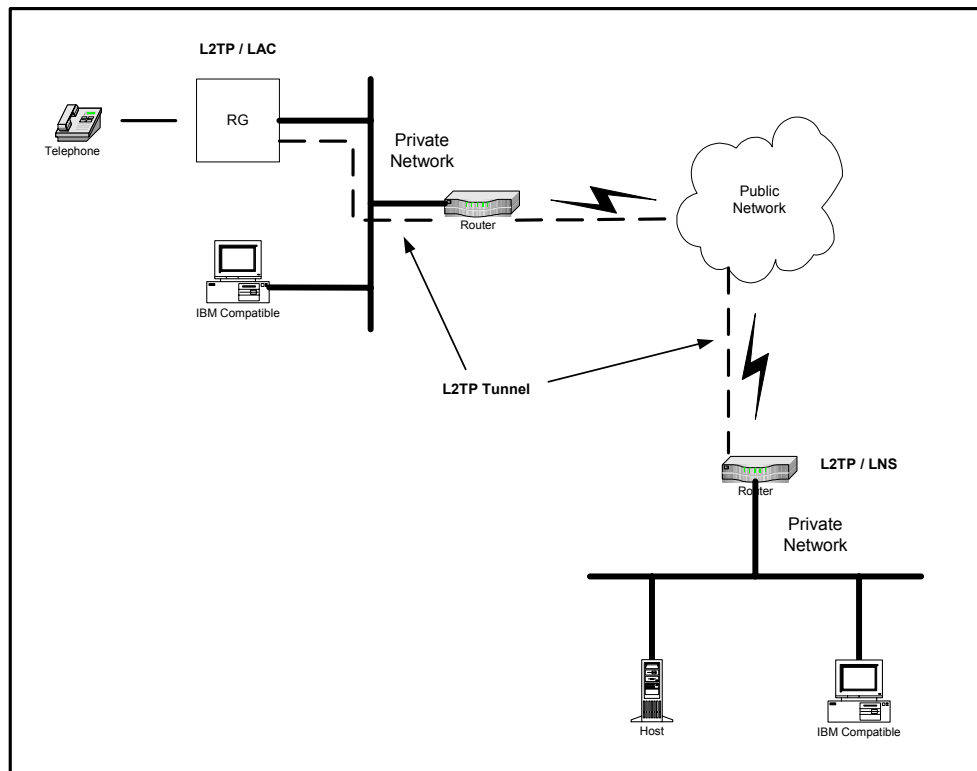 L2TP / LAC
RG
Telephone
Private
Network
Router
Public
Network
IBM Compatible
L2TP Tunnel
L2TP / LNS
Router
Private
Network
Host
IBM Compatible